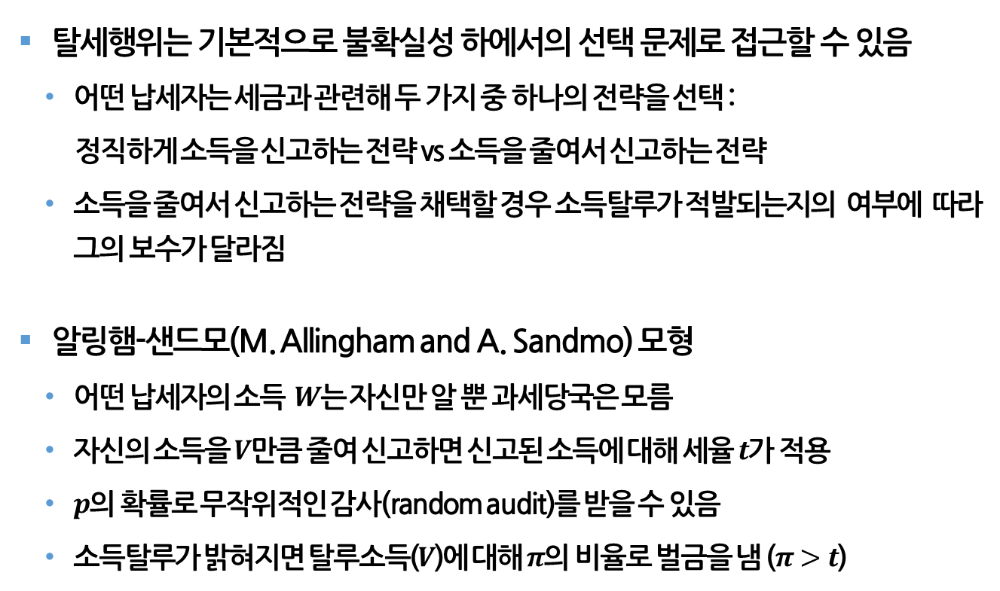 ▪ 탈세행위는 기본적으로 불확실성 하에서의 선택 문제로 접근할 수 있음
• 어떤 납세자는 세금과 관련해 두 가지 중 하나의 전략을 선택 :
정직하게 소득을 신고하는 전략 vs 소득을 줄여서 신고하는 전략
• 소득을 줄여서 신고하는 전략을 채택할 경우 소득탈루가 적발되는지의 여부에 따라
그의 보수가 달라짐
▪ 알링햄-샌드모(M. Allingham and A. Sandmo) 모형
• 어떤 납세자의 소득 W는 자신만 알 뿐 과세당국은 모름
• 자신의 소득을 V만큼 줄여 신고하면 신고된 소득에 대해 세율 t가 적용
• p의 확률로 무작위적인 감사(random audit)를 받을 수 있음
• 소득탈루가 밝혀지면 탈루소득(V)에 대해 π의 비율로 벌금을 냄 (π > t)